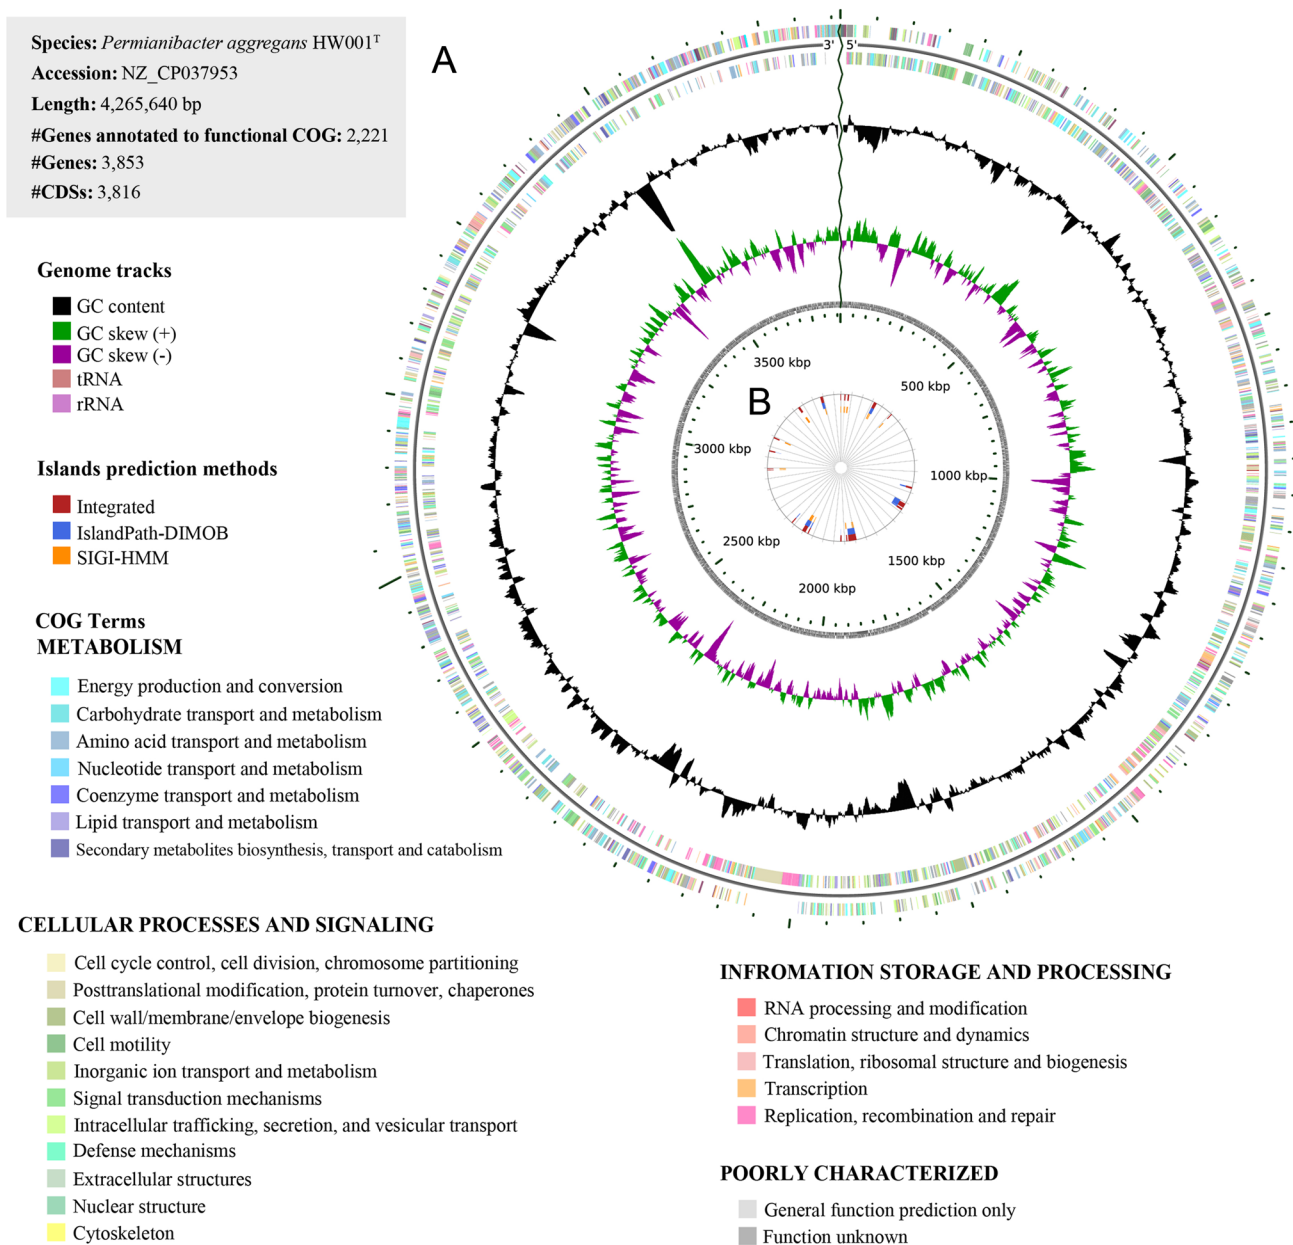 Species: Permianibacter aggregans HW001ᵀ
Accession: NZ_CP037953
Length: 4,265,640 bp
#Genes annotated to functional COG: 2,221
#Genes: 3,853
#CDSs: 3,816
A
3' 5'
Genome tracks
GC content
GC skew (+)
GC skew (-)
tRNA
rRNA
Islands prediction methods
Integrated
IslandPath-DIMOB
SIGI-HMM
B
500 kbp
1000 kbp
1500 kbp
2000 kbp
2500 kbp
3000 kbp
3500 kbp
COG Terms
METABOLISM
Energy production and conversion
Carbohydrate transport and metabolism
Amino acid transport and metabolism
Nucleotide transport and metabolism
Coenzyme transport and metabolism
Lipid transport and metabolism
Secondary metabolites biosynthesis, transport and catabolism
CELLULAR PROCESSES AND SIGNALING
Cell cycle control, cell division, chromosome partitioning
Posttranslational modification, protein turnover, chaperones
Cell wall/membrane/envelope biogenesis
Cell motility
Inorganic ion transport and metabolism
Signal transduction mechanisms
Intracellular trafficking, secretion, and vesicular transport
Defense mechanisms
Extracellular structures
Nuclear structure
Cytoskeleton
INFROMATION STORAGE AND PROCESSING
RNA processing and modification
Chromatin structure and dynamics
Translation, ribosomal structure and biogenesis
Transcription
Replication, recombination and repair
POORLY CHARACTERIZED
General function prediction only
Function unknown